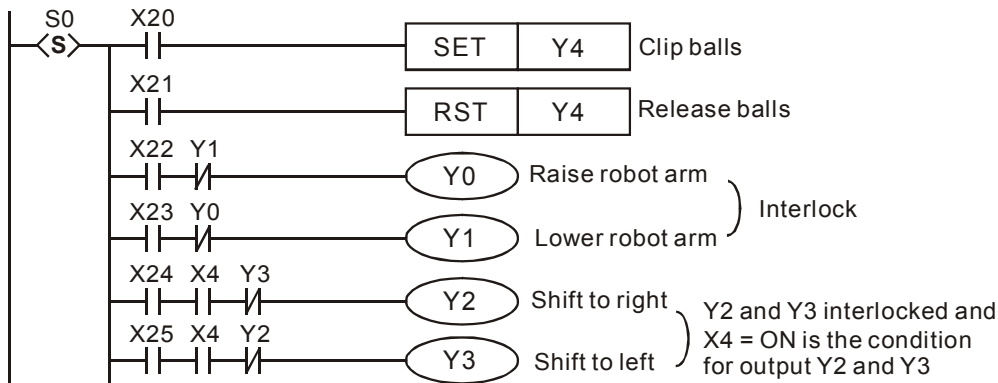 S0 X20
S SET Y4 Clip balls
X21
RST Y4 Release balls
X22 Y1
Y0 Raise robot arm
Interlock
X23 Y0
Y1 Lower robot arm
X24 X4 Y3
Y2 Shift to right
Y2 and Y3 interlocked and
X4 = ON is the condition
for output Y2 and Y3
X25 X4 Y2
Y3 Shift to left